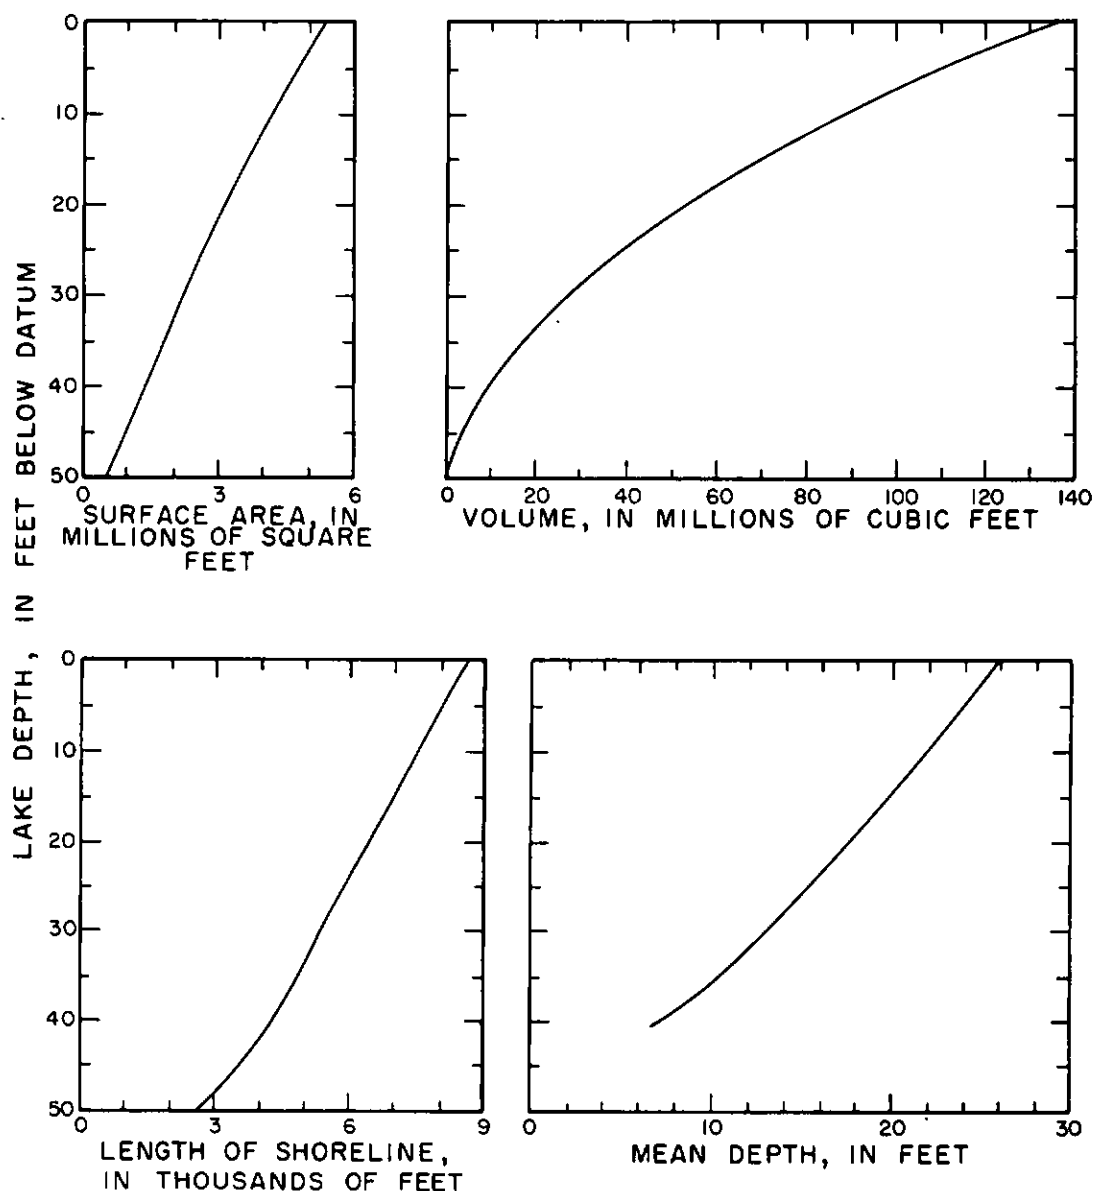 LAKE DEPTH, IN FEET BELOW DATUM
0
10
20
30
40
50
0 3 6
SURFACE AREA, IN
MILLIONS OF SQUARE
FEET
0 20 40 60 80 100 120 140
VOLUME, IN MILLIONS OF CUBIC FEET
0
10
20
30
40
50
0 3 6 9
LENGTH OF SHORELINE,
IN THOUSANDS OF FEET
0 10 20 30
MEAN DEPTH, IN FEET